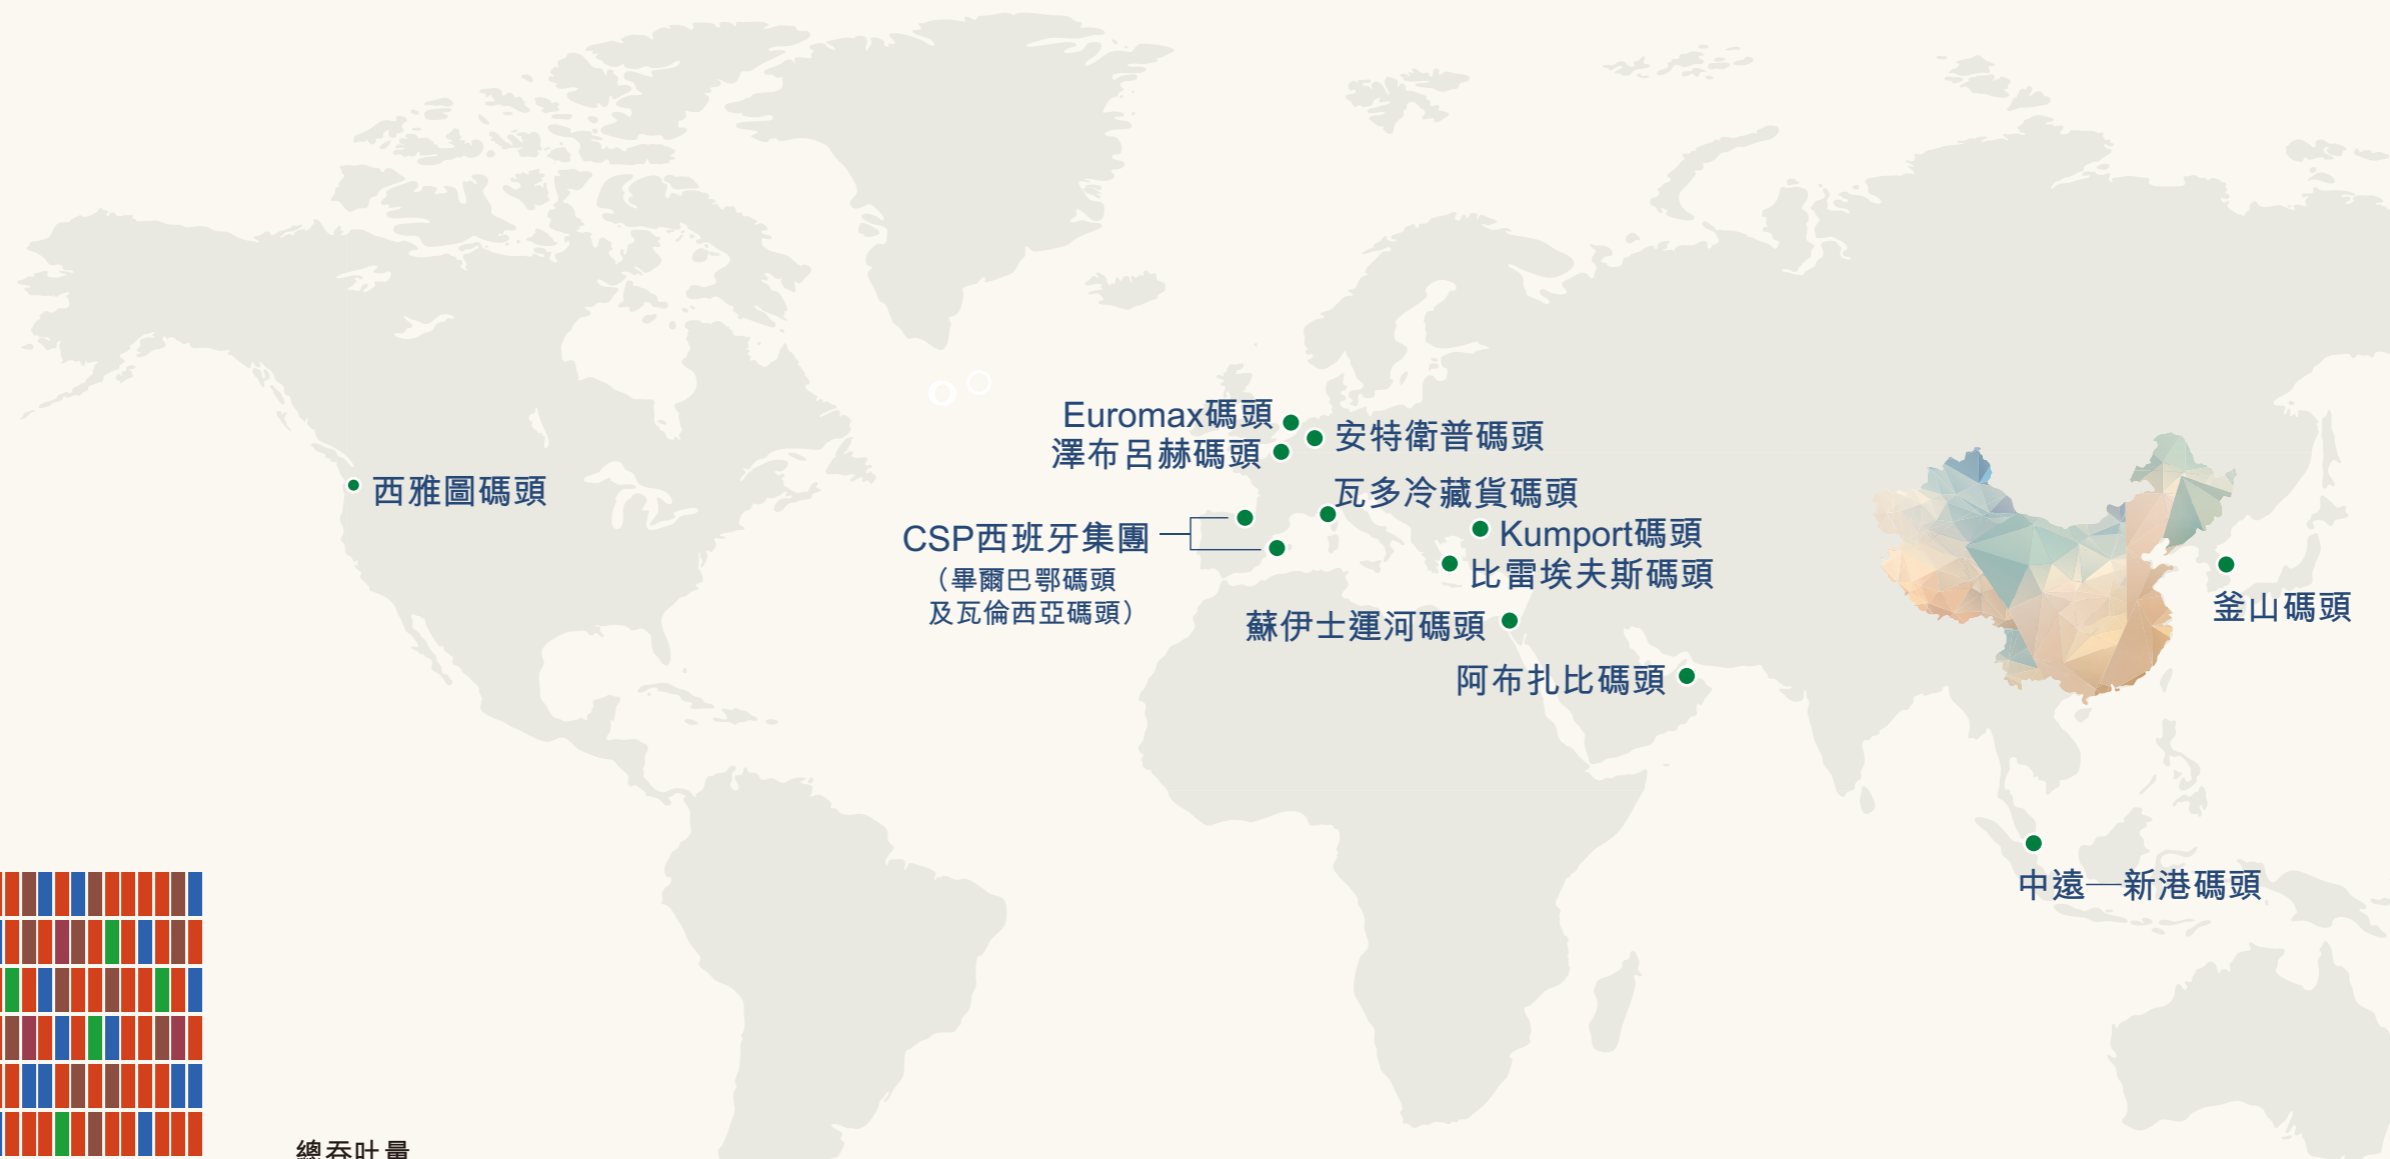 Euromax碼頭
澤布呂赫碼頭
安特衛普碼頭
西雅圖碼頭
瓦多冷藏貨碼頭
CSP西班牙集團
（畢爾巴鄂碼頭
及瓦倫西亞碼頭）
Kumport碼頭
比雷埃夫斯碼頭
蘇伊士運河碼頭
釜山碼頭
阿布扎比碼頭
中遠—新港碼頭
總吞吐量